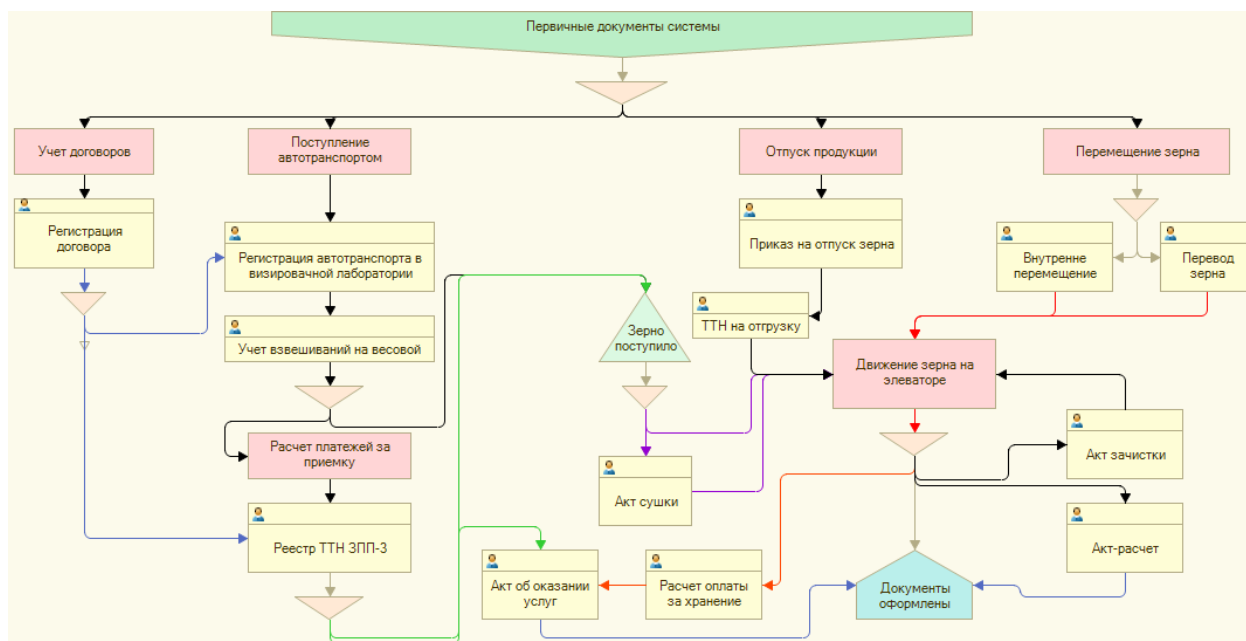 Первичные документы системы
Учет договоров
Поступление
автотранспортом
Отпуск продукции
Перемещение зерна
Регистрация
договора
Регистрация автотранспорта в
визировачной лаборатории
Приказ на отпуск зерна
Внутренне
перемещение
Перевод
зерна
ТТН на отгрузку
Зерно
поступило
Учет взвешиваний на весовой
Движение зерна на
элеваторе
Расчет платежей за
приемку
Акт зачистки
Акт сушки
Реестр ТТН ЗПП-3
Акт-расчет
Акт об оказании
услуг
Расчет оплаты
за хранение
Документы
оформлены